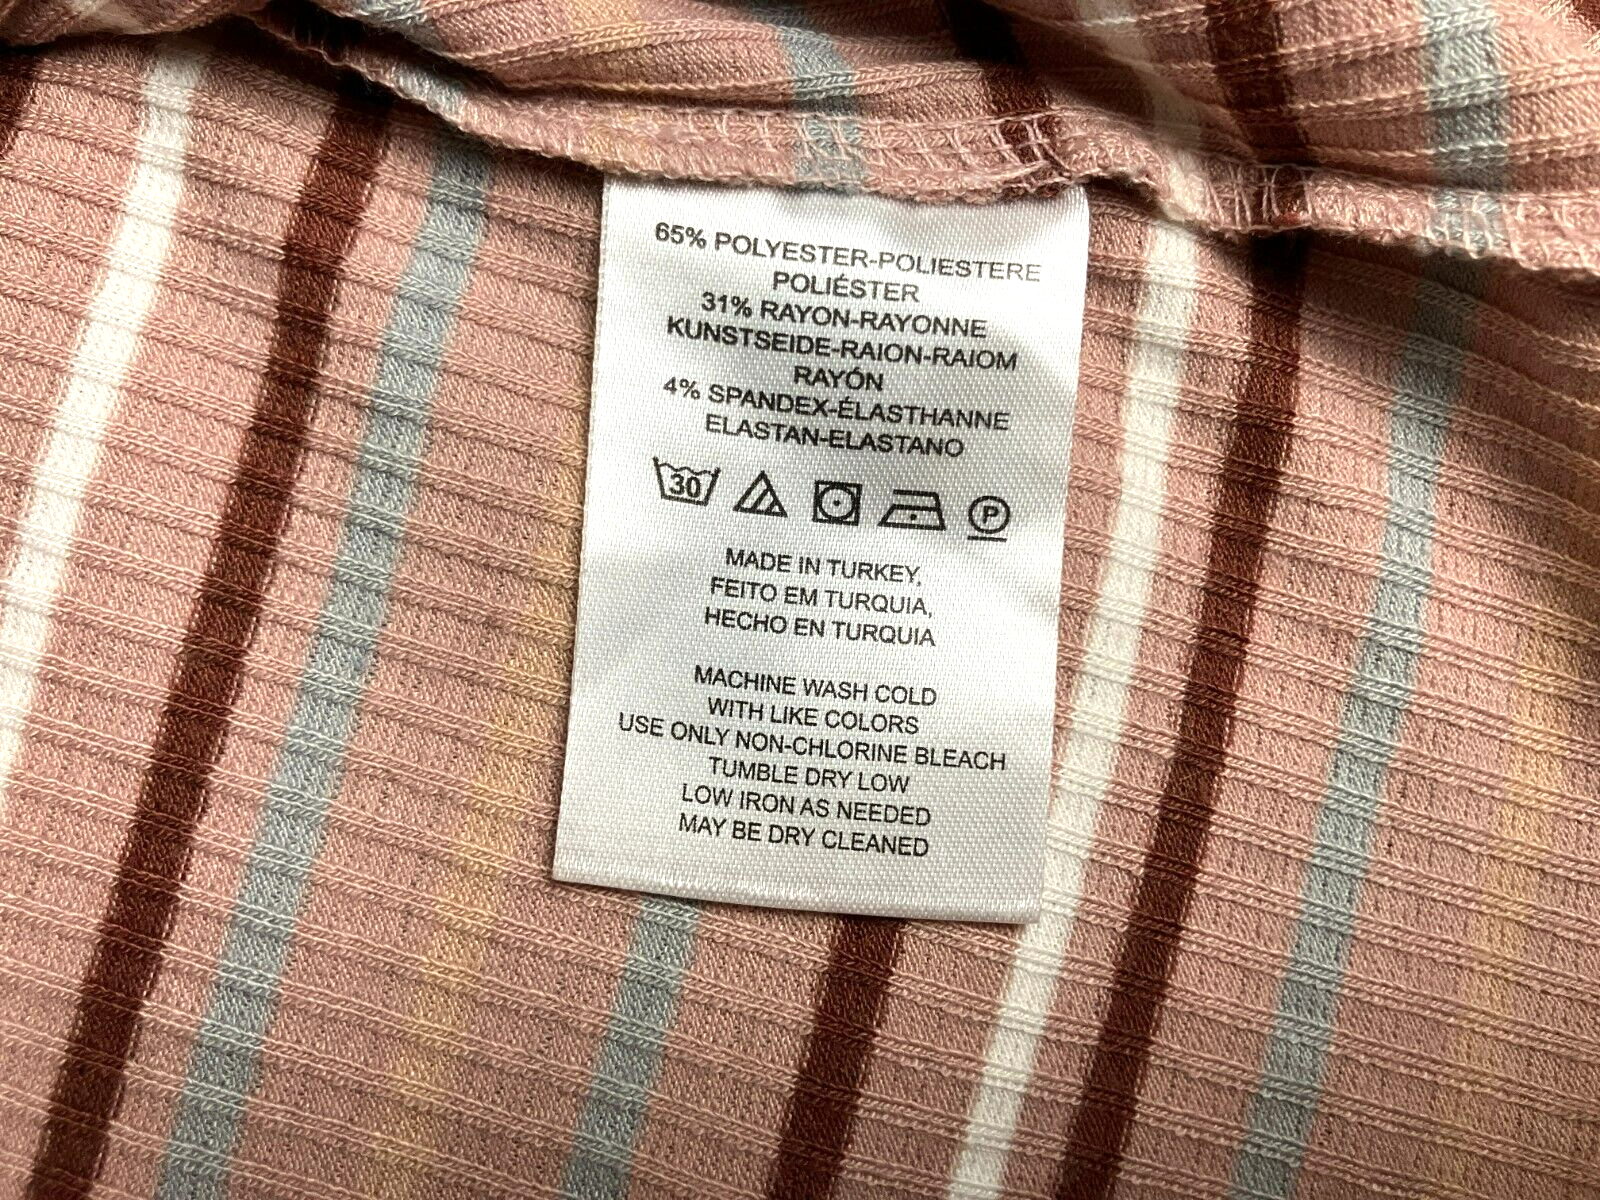 65% POLYESTER-POLIESTERE
POLIÉSTER
31% RAYON-RAYONNE
KUNSTSEIDE-RAION-RAIOM
RAYÓN
4% SPANDEX-ÉLASTHANNE
ELASTAN-ELASTANO
30 P
MADE IN TURKEY,
FEITO EM TURQUIA,
HECHO EN TURQUIA
MACHINE WASH COLD
WITH LIKE COLORS
USE ONLY NON-CHLORINE BLEACH
TUMBLE DRY LOW
LOW IRON AS NEEDED
MAY BE DRY CLEANED